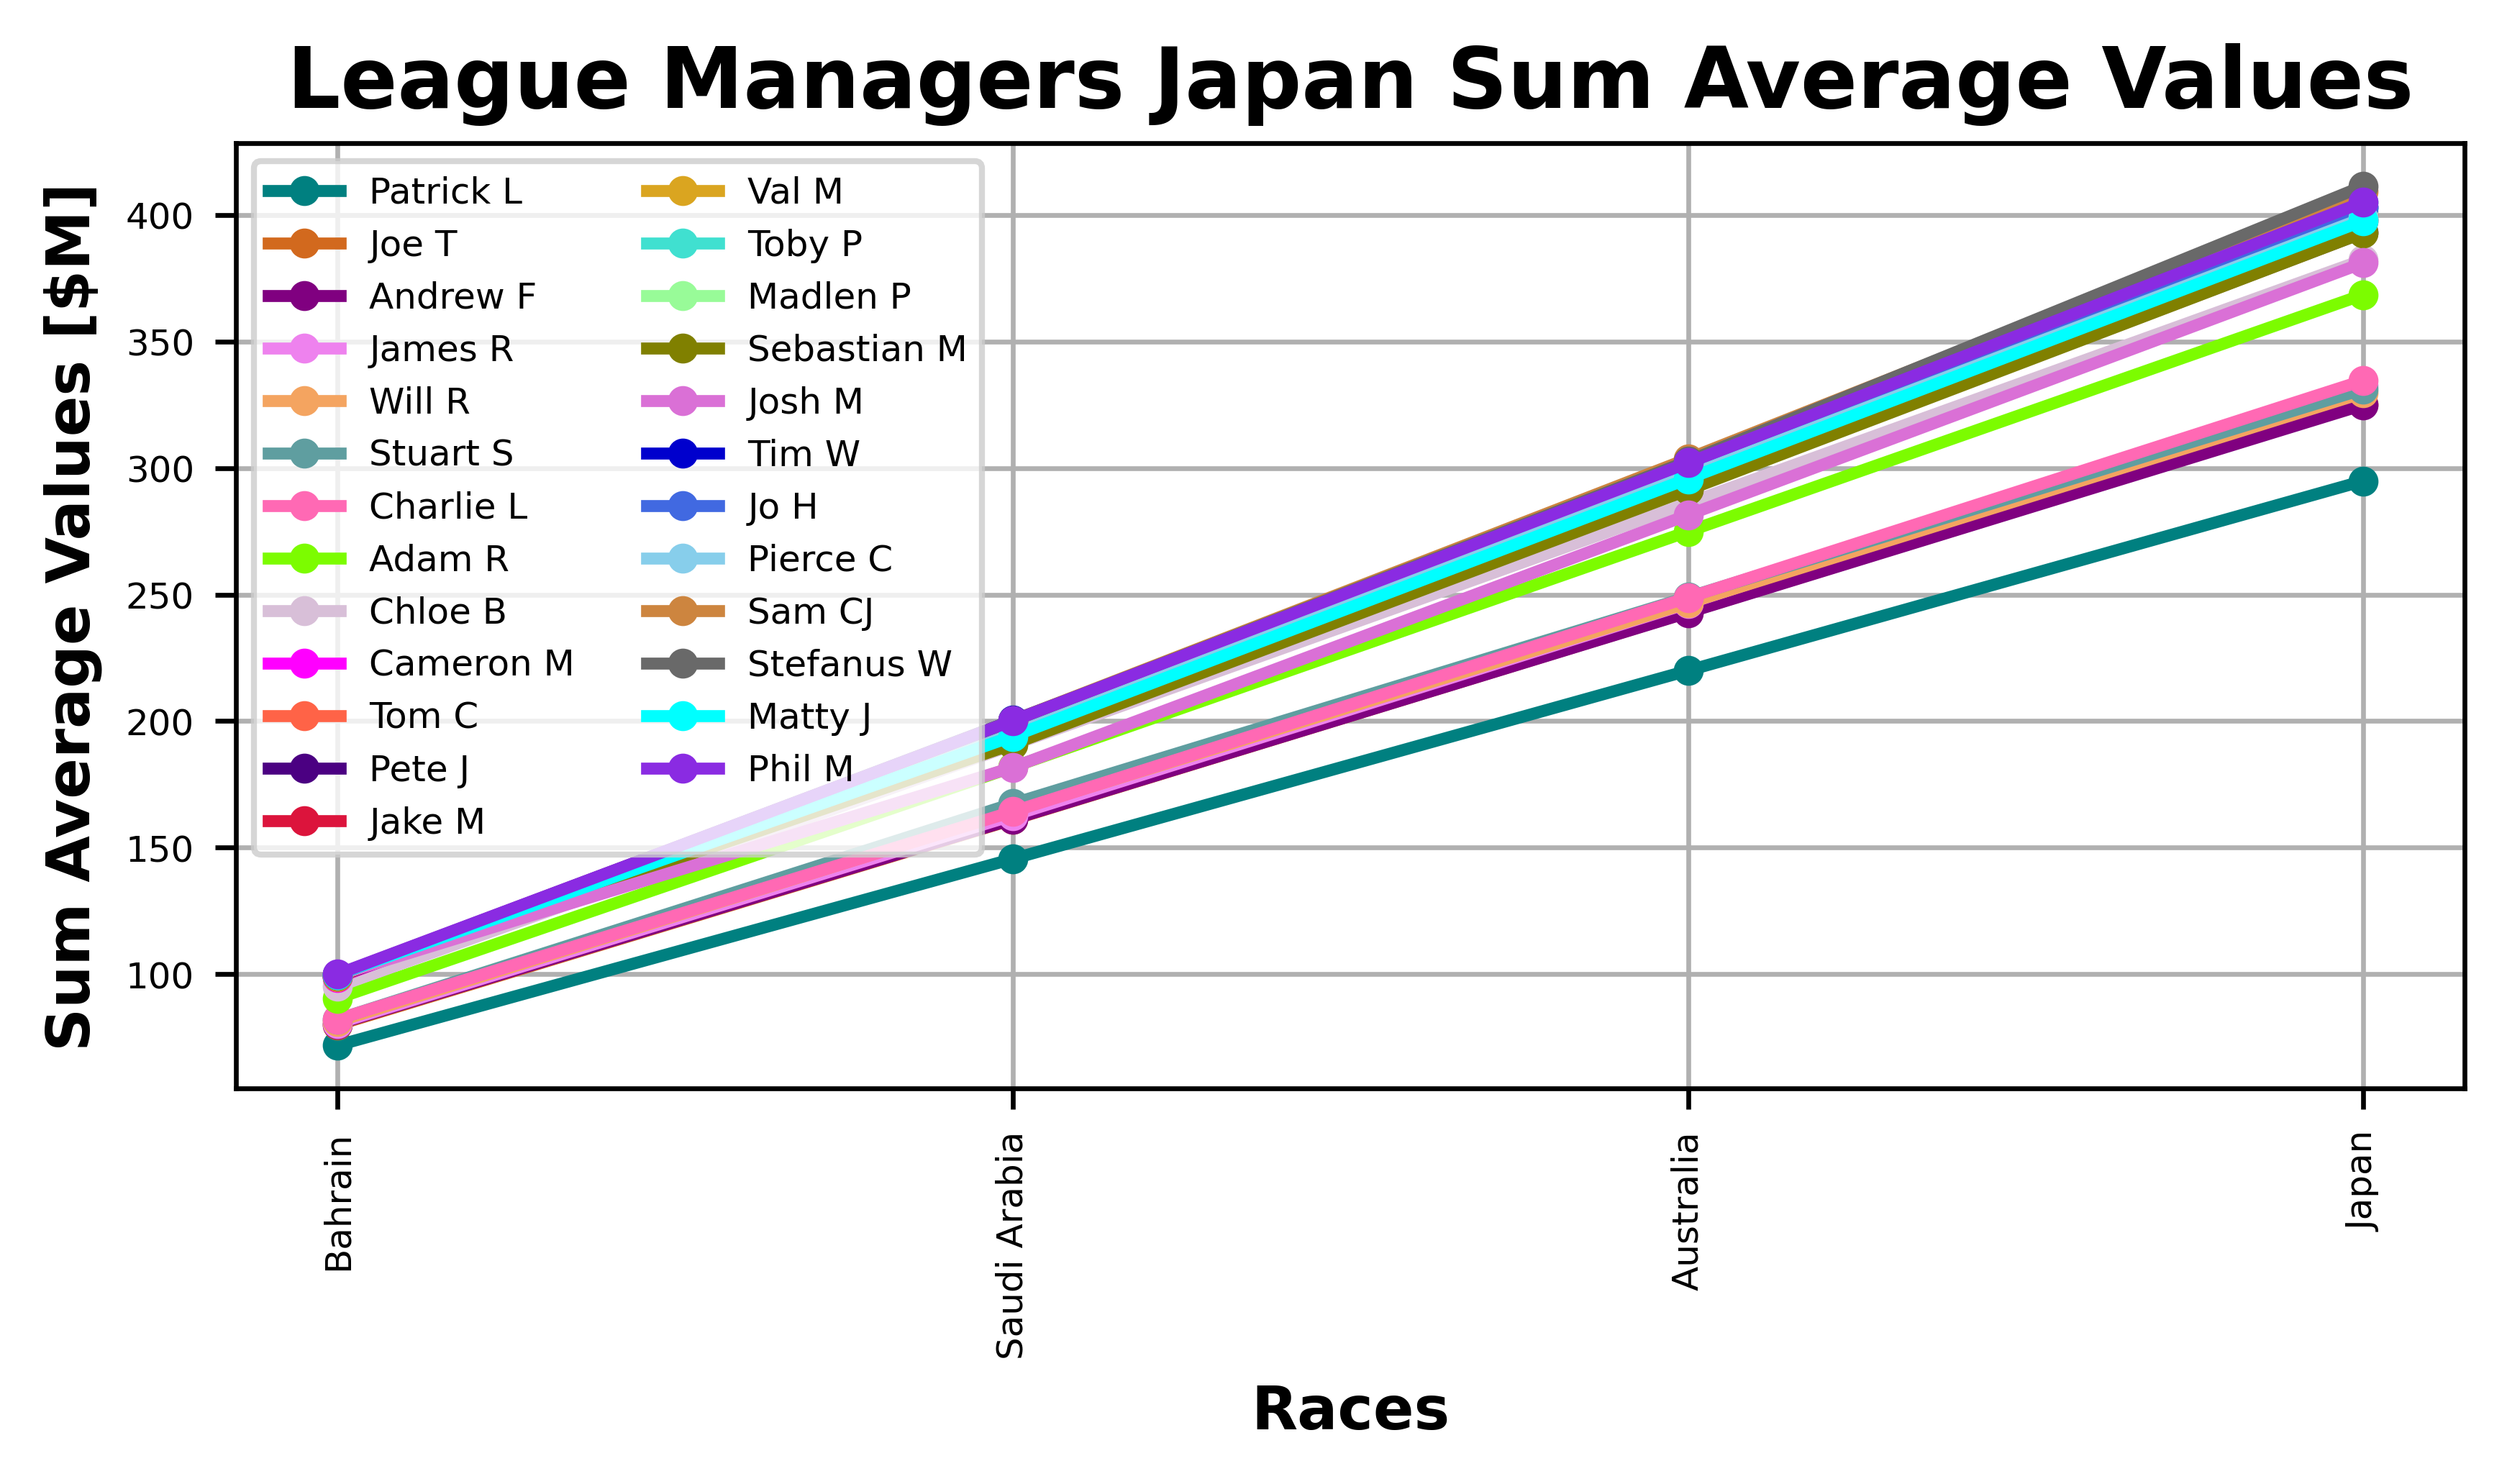 League Managers Japan Sum Average Values
Sum Average Values [$M]
400
350
300
250
200
150
100
Patrick L
Joe T
Andrew F
James R
Will R
Stuart S
Charlie L
Adam R
Chloe B
Cameron M
Tom C
Pete J
Jake M
Val M
Toby P
Madlen P
Sebastian M
Josh M
Tim W
Jo H
Pierce C
Sam CJ
Stefanus W
Matty J
Phil M
Bahrain
Saudi Arabia
Australia
Japan
Races